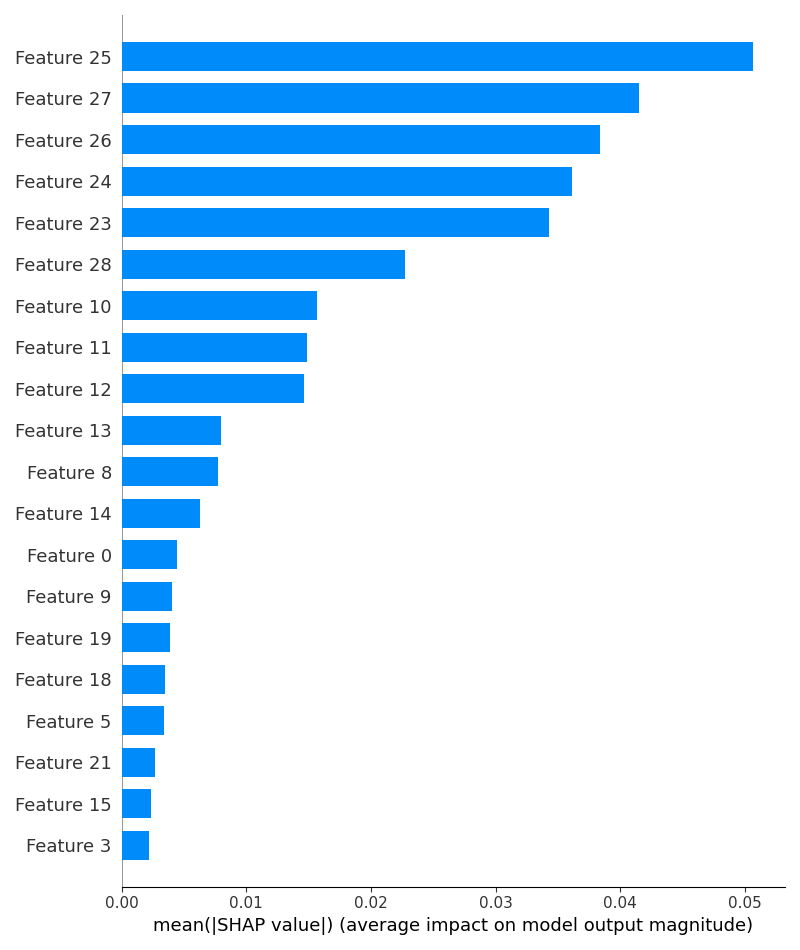 Feature 25
Feature 27
Feature 26
Feature 24
Feature 23
Feature 28
Feature 10
Feature 11
Feature 12
Feature 13
Feature 8
Feature 14
Feature 0
Feature 9
Feature 19
Feature 18
Feature 5
Feature 21
Feature 15
Feature 3
0.00 0.01 0.02 0.03 0.04 0.05
mean(|SHAP value|) (average impact on model output magnitude)